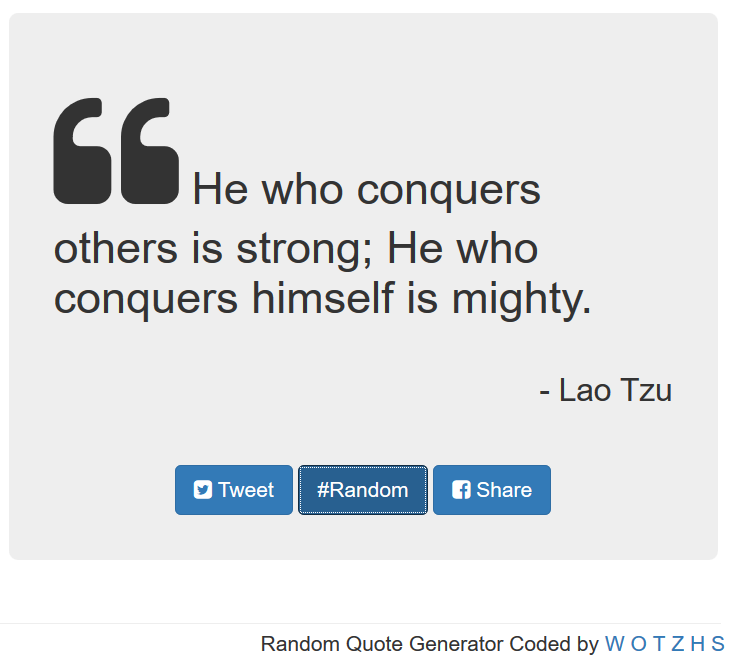 He who conquers
others is strong; He who
conquers himself is mighty.
- Lao Tzu
Tweet #Random Share
Random Quote Generator Coded by W O T Z H S